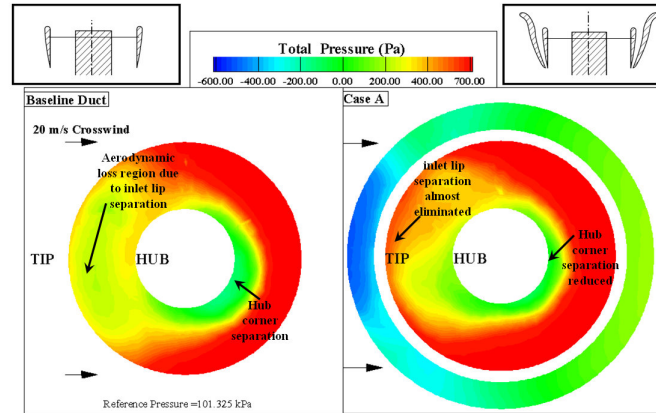 Total Pressure (Pa)
-600.00 -400.00 -200.00 0.00 200.00 400.00 700.00
Baseline Duct
20 m/s Crosswind
Aerodynamic
loss region due
to inlet lip
separation
TIP
HUB
Hub
corner
separation
Reference Pressure =101.325 kPa
Case A
inlet lip
separation
almost
eliminated
TIP
HUB
Hub
corner
separation
reduced